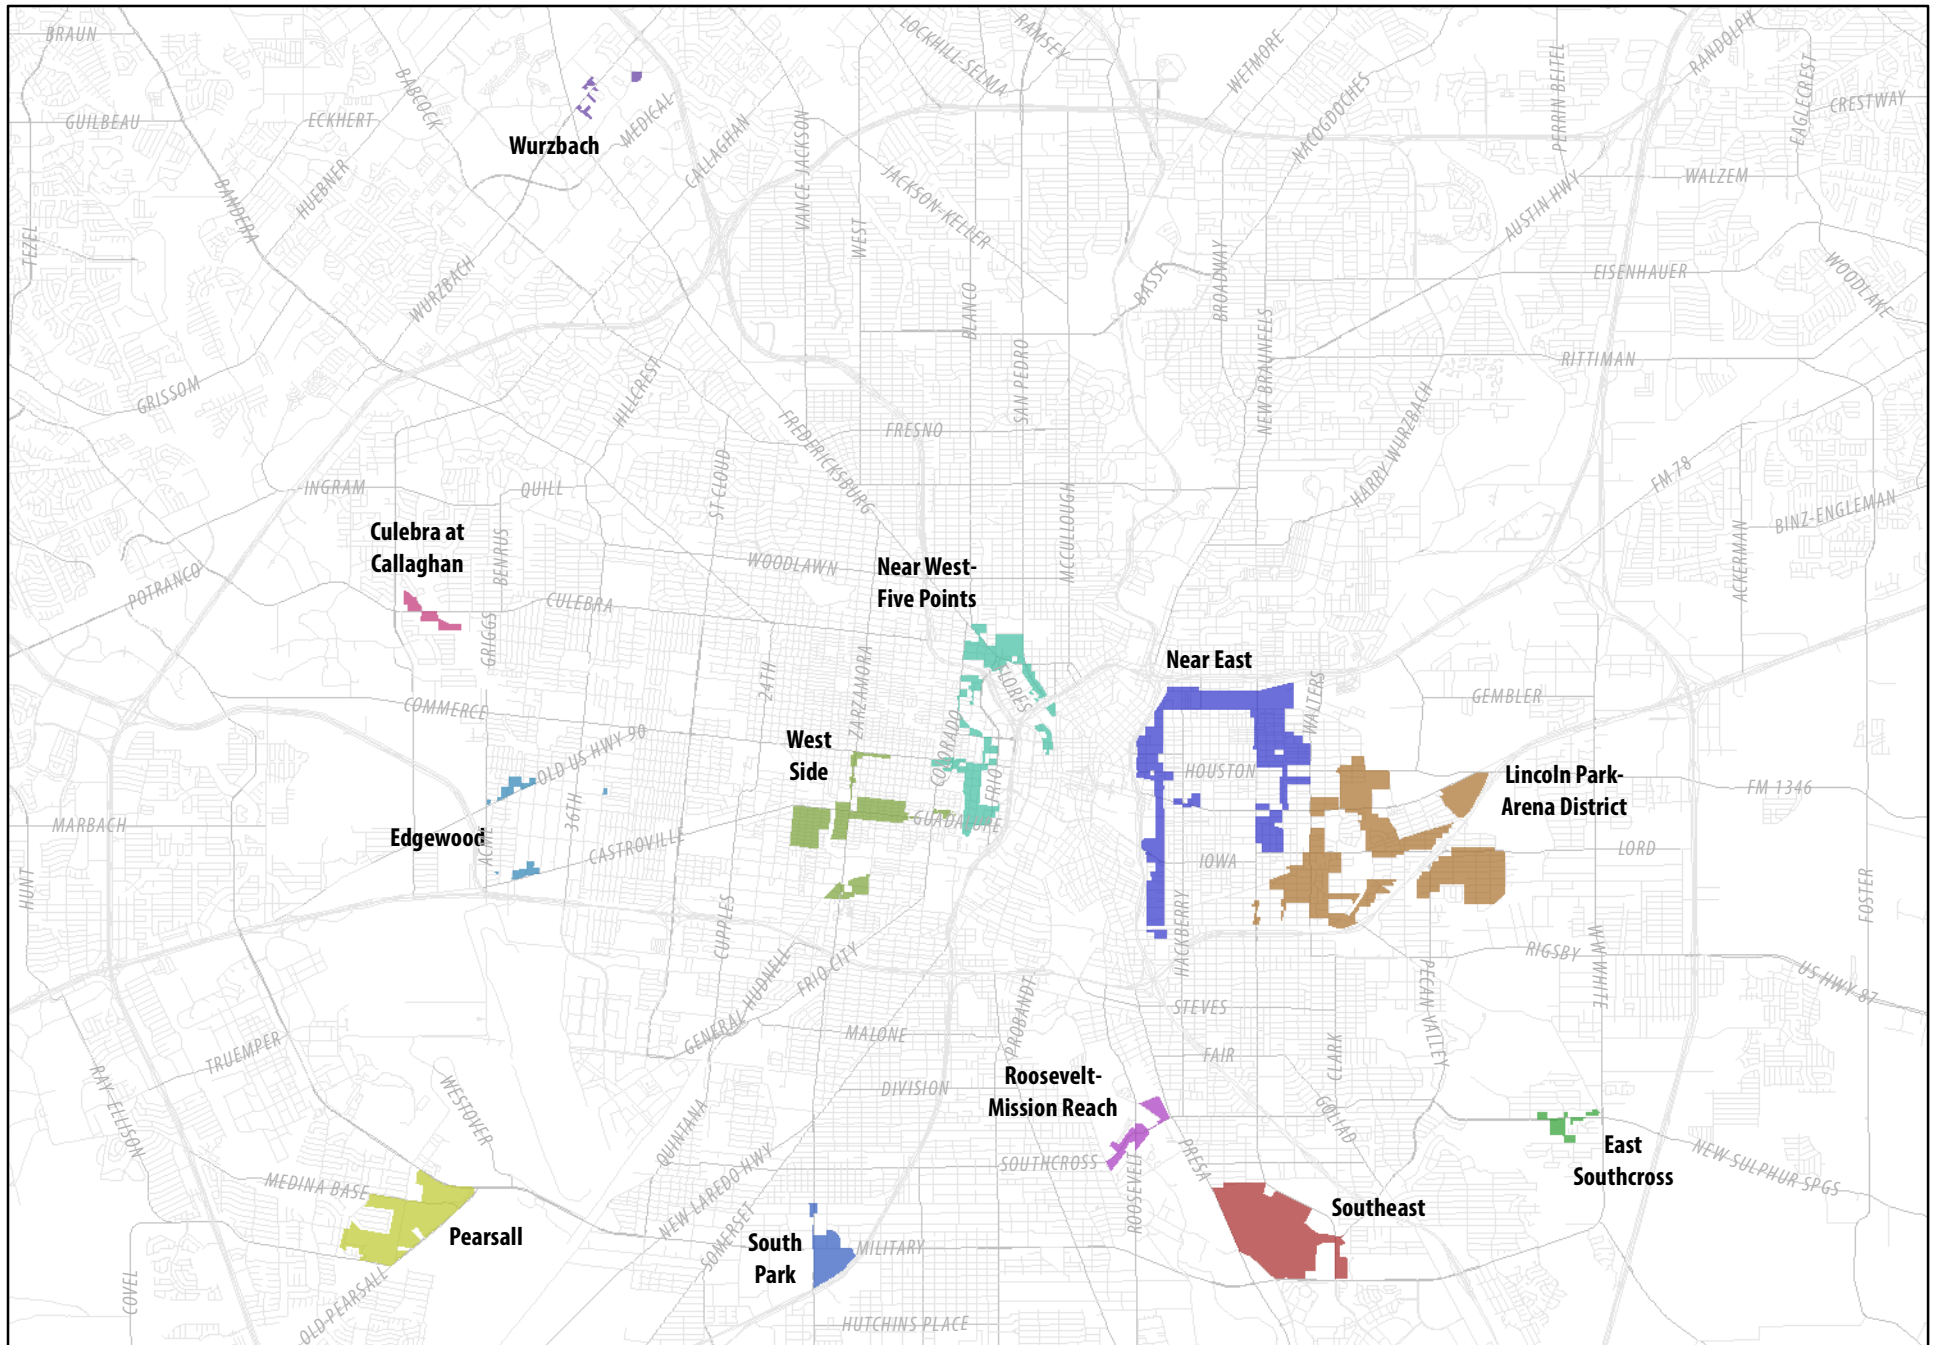 BRAUN
LOCKHILL-SELMA
RAMSEY
WETMORE
PERRIN BEITEL
RANDOLPH
EAGLECREST
CRESTWAY
BABCOCK
GUILBEAU
ECKHERT
Wurzbach
MEDICAL
CALLAGHAN
VANCE JACKSON
NACOGDOCHES
WALZEM
HUEBNER
BANDERA
TEZEL
WEST
JACKSON-KELLER
AUSTIN HWY
EISENHAUER
WOODLAKE
WURZBACH
BLANCO
BASSE
BROADWAY
NEW BRAUNFELS
RITTIMAN
GRISSOM
HILLCREST
SAN PEDRO
HARRY WURZBACH
FREDERICKSBURG
FRESNO
FM 78
INGRAM
QUILL
ST CLOUD
MCCULLOUGH
BINZ-ENGLEMAN
ACKERMAN
Culebra at
Callaghan
BENRUS
WOODLAWN
Near West-
Five Points
POTRANCO
CULEBRA
GRIGGS
24TH
ZARZAMORA
FLORES
Near East
WALTERS
GEMBLER
COMMERCE
OLD US HWY 90
COLORADO
West
Side
HOUSTON
Lincoln Park-
Arena District
FM 1346
36TH
FRIO
MARBACH
Edgewood
ACME
CASTROVILLE
GUADALUPE
IOWA
LORD
HUNT
CUPPLES
HACKBERRY
FOSTER
GENERAL HUDNELL
FRIO CITY
PECAN VALLEY
RIGSBY
W W WHITE
US HWY 87
PROBANDT
STEVES
MALONE
TRUEMPER
FAIR
CLARK
RAY ELLISON
WESTOVER
DIVISION
Roosevelt-
Mission Reach
GOLIAD
QUINTANA
SOUTHCROSS
PRESA
East
Southcross
NEW SULPHUR SPGS
MEDINA BASE
NEW LAREDO HWY
ROOSEVELT
Southeast
Pearsall
SOMERSET
South
Park
MILITARY
COVEL
OLD PEARSALL
HUTCHINS PLACE